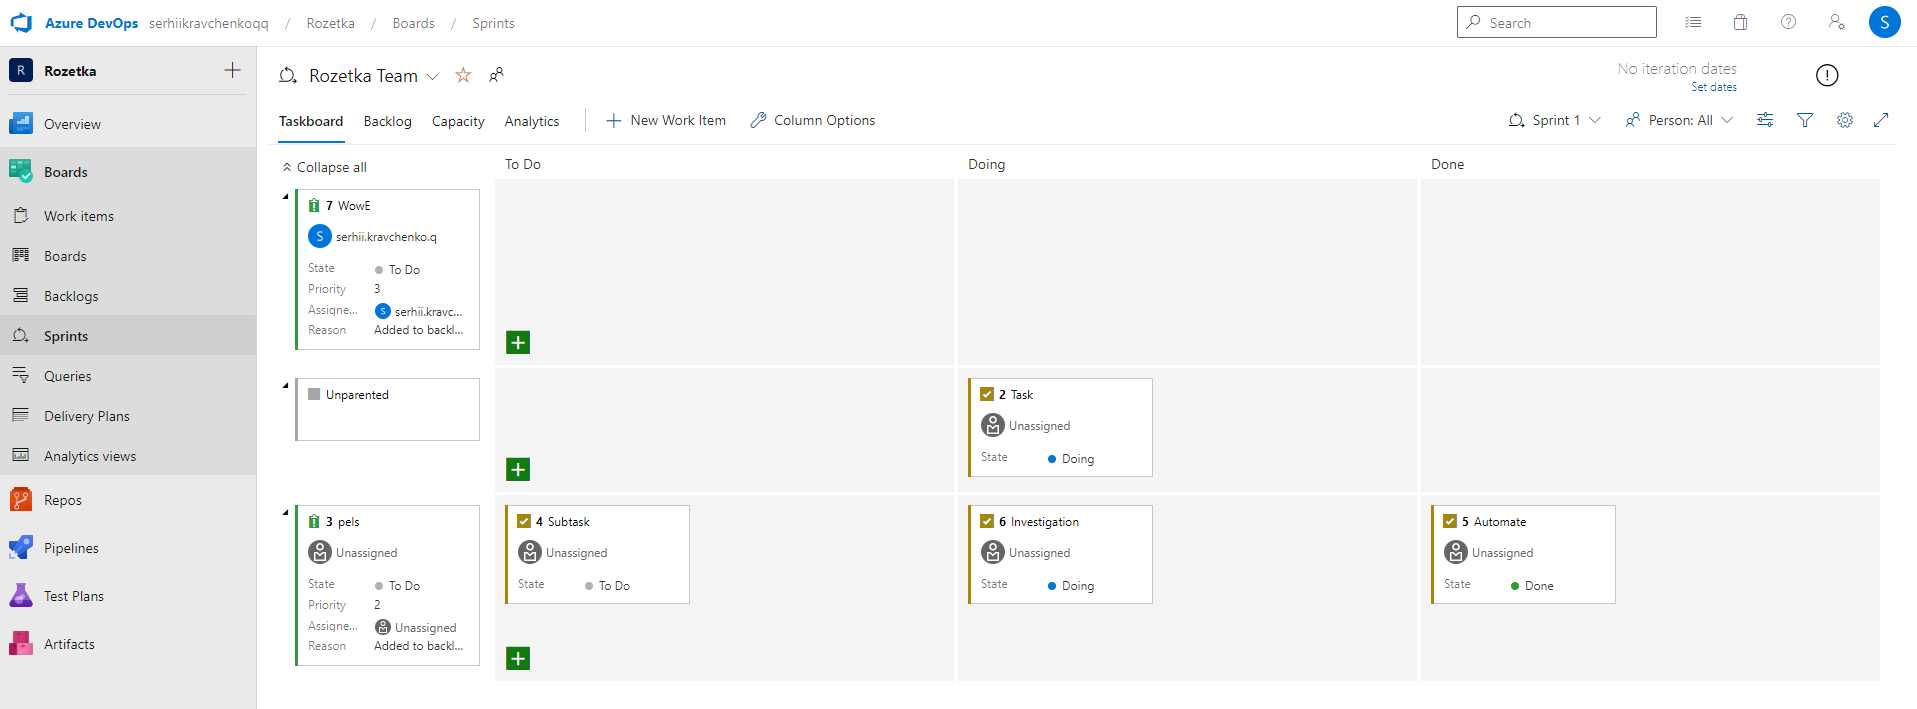 Azure DevOps serhiikravchenkoqq / Rozetka / Boards / Sprints
Search
S
R Rozetka
Overview
Boards
Work items
Boards
Backlogs
Sprints
Queries
Delivery Plans
Analytics views
Repos
Pipelines
Test Plans
Artifacts
Rozetka Team
No iteration dates
Set dates
Taskboard Backlog Capacity Analytics New Work Item Column Options
Sprint 1 Person: All
Collapse all To Do Doing Done
7 WowE
S serhii.kravchenko.q
State To Do
Priority 3
Assigne... S serhii.kravc...
Reason Added to backl...
Unparented
2 Task
Unassigned
State Doing
3 pels
Unassigned
State To Do
Priority 2
Assigne... Unassigned
Reason Added to backl...
4 Subtask
Unassigned
State To Do
6 Investigation
Unassigned
State Doing
5 Automate
Unassigned
State Done